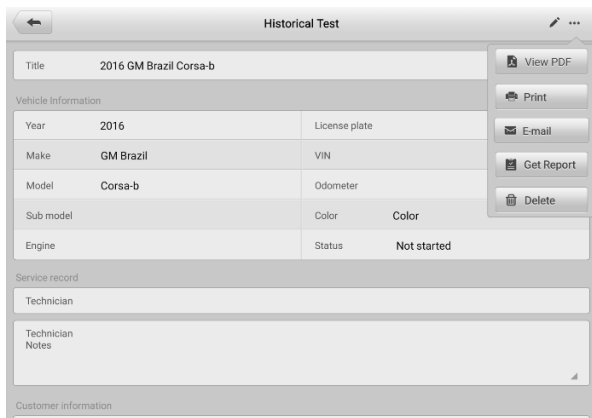 Historical Test
Title 2016 GM Brazil Corsa-b
View PDF
Print
E-mail
Get Report
Delete
Vehicle Information
Year 2016 License plate
Make GM Brazil VIN
Model Corsa-b Odometer
Sub model Color Color
Engine Status Not started
Service record
Technician
Technician
Notes
Customer information